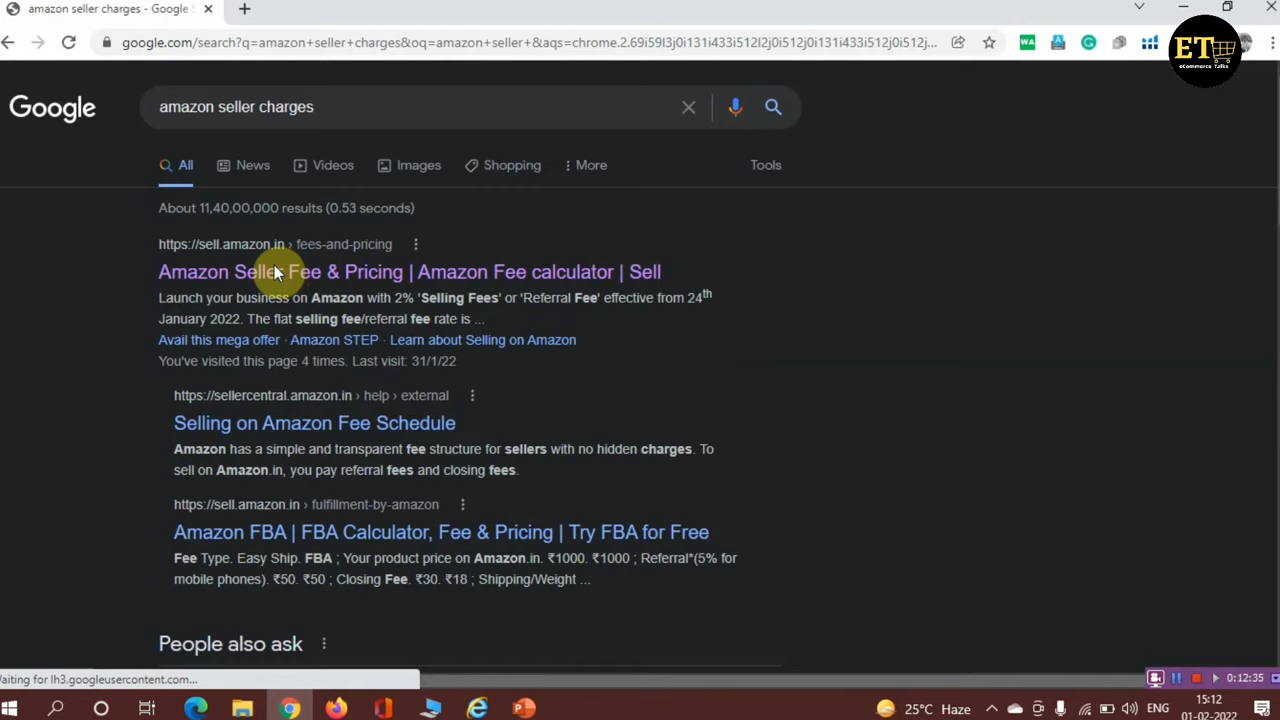 amazon seller charges - Google
google.com/search?q=amazon+seller+charges&oq=amazon+seller+&aqs=chrome.2.69i59l3j0i131i433i512l2j0i512j0i131i433i512j0i512j0i512j...
WA
ET
eCommerce Talks
Google
amazon seller charges
All
News
Videos
Images
Shopping
More
Tools
About 11,40,00,000 results (0.53 seconds)
https://sell.amazon.in › fees-and-pricing
Amazon Seller Fee & Pricing | Amazon Fee calculator | Sell
Launch your business on Amazon with 2% 'Selling Fees' or 'Referral Fee' effective from 24th
January 2022. The flat selling fee/referral fee rate is ...
Avail this mega offer · Amazon STEP · Learn about Selling on Amazon
You've visited this page 4 times. Last visit: 31/1/22
https://sellercentral.amazon.in › help › external
Selling on Amazon Fee Schedule
Amazon has a simple and transparent fee structure for sellers with no hidden charges. To
sell on Amazon.in, you pay referral fees and closing fees.
https://sell.amazon.in › fulfillment-by-amazon
Amazon FBA | FBA Calculator, Fee & Pricing | Try FBA for Free
Fee Type. Easy Ship. FBA ; Your product price on Amazon.in. ₹1000. ₹1000 ; Referral*(5% for
mobile phones). ₹50. ₹50 ; Closing Fee. ₹30. ₹18 ; Shipping/Weight ...
People also ask
Waiting for lh3.googleusercontent.com...
0:12:35
25°C Haze
ENG
15:12
01-02-2022